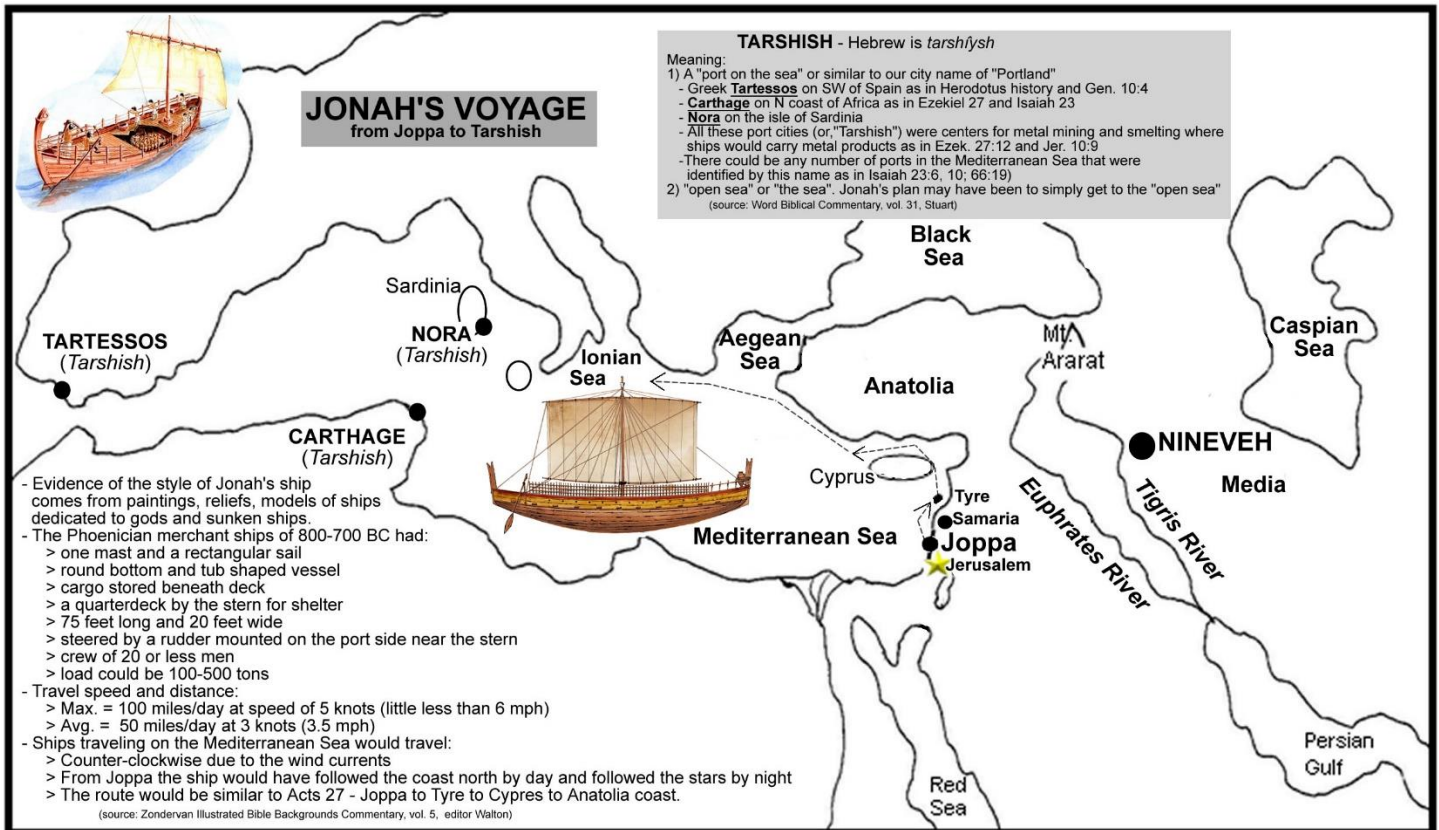 JONAH'S VOYAGE
from Joppa to Tarshish
TARSHISH - Hebrew is tarshíysh
Meaning:
1) A "port on the sea" or similar to our city name of "Portland"
- Greek Tartessos on SW of Spain as in Herodotus history and Gen. 10:4
- Carthage on N coast of Africa as in Ezekiel 27 and Isaiah 23
- Nora on the isle of Sardinia
- All these port cities (or,"Tarshish") were centers for metal mining and smelting where
ships would carry metal products as in Ezek. 27:12 and Jer. 10:9
-There could be any number of ports in the Mediterranean Sea that were
identified by this name as in Isaiah 23:6, 10; 66:19)
2) "open sea" or "the sea". Jonah's plan may have been to simply get to the "open sea"
(source: Word Biblical Commentary, vol. 31, Stuart)
Black
Sea
Sardinia
NORA
(Tarshish)
TARTESSOS
(Tarshish)
Ionian
Sea
Aegean
Sea
Anatolia
Mt.
Ararat
Caspian
Sea
CARTHAGE
(Tarshish)
NINEVEH
Media
Cyprus
Tyre
Samaria
Joppa
Jerusalem
Mediterranean Sea
Euphrates River
Tigris River
- Evidence of the style of Jonah's ship
comes from paintings, reliefs, models of ships
dedicated to gods and sunken ships.
- The Phoenician merchant ships of 800-700 BC had:
> one mast and a rectangular sail
> round bottom and tub shaped vessel
> cargo stored beneath deck
> a quarterdeck by the stern for shelter
> 75 feet long and 20 feet wide
> steered by a rudder mounted on the port side near the stern
> crew of 20 or less men
> load could be 100-500 tons
- Travel speed and distance:
> Max. = 100 miles/day at speed of 5 knots (little less than 6 mph)
> Avg. = 50 miles/day at 3 knots (3.5 mph)
- Ships traveling on the Mediterranean Sea would travel:
> Counter-clockwise due to the wind currents
> From Joppa the ship would have followed the coast north by day and followed the stars by night
> The route would be similar to Acts 27 - Joppa to Tyre to Cypres to Anatolia coast.
(source: Zondervan Illustrated Bible Backgrounds Commentary, vol. 5, editor Walton)
Red
Sea
Persian
Gulf